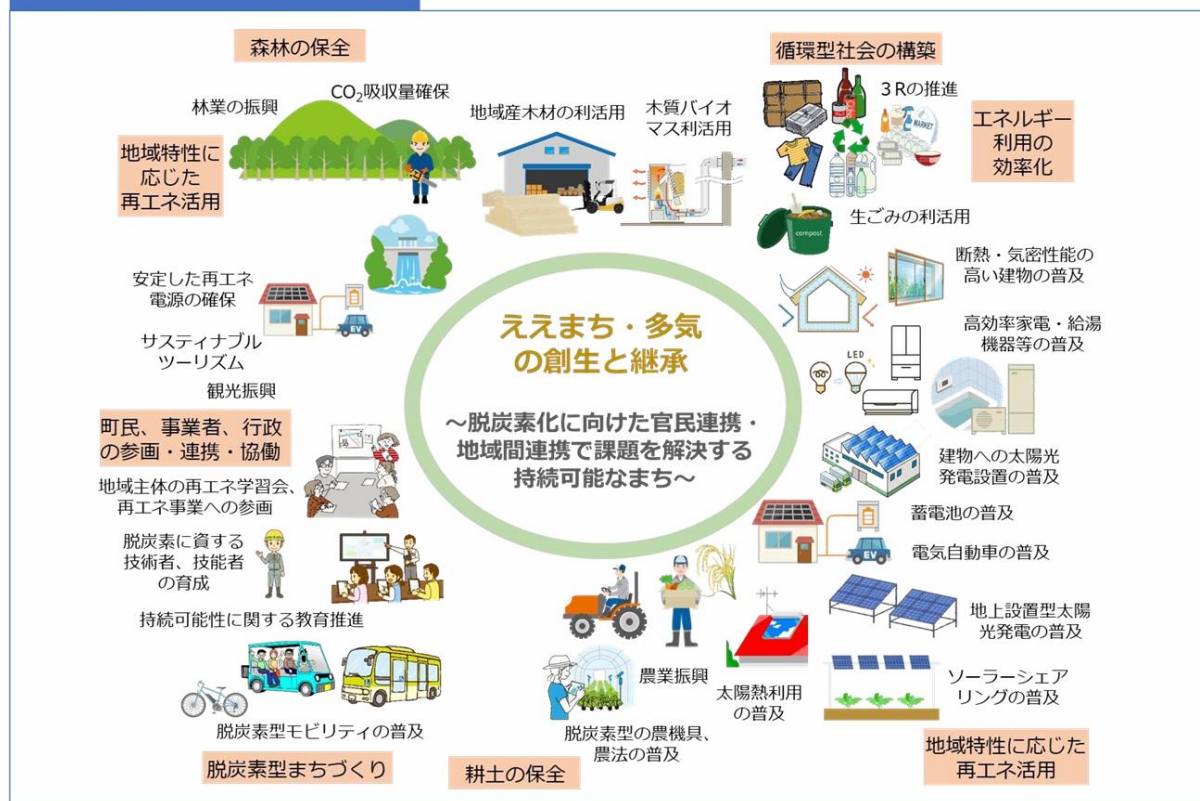 森林の保全
林業の振興
CO₂吸収量確保
地域産木材の利活用
木質バイオ
マス利活用
循環型社会の構築
３Rの推進
MARKET
エネルギー
利用の
効率化
地域特性に
応じた
再エネ活用
compost
生ごみの利活用
安定した再エネ
電源の確保
EV
サスティナブル
ツーリズム
観光振興
断熱・気密性能の
高い建物の普及
高効率家電・給湯
機器等の普及
LED
ええまち・多気
の創生と継承
～脱炭素化に向けた官民連携・
地域間連携で課題を解決する
持続可能なまち～
町民、事業者、行政
の参画・連携・協働
地域主体の再エネ学習会、
再エネ事業への参画
脱炭素に資する
技術者、技能者
の育成
持続可能性に関する教育推進
脱炭素型モビリティの普及
脱炭素型まちづくり
建物への太陽光
発電設置の普及
蓄電池の普及
EV
電気自動車の普及
地上設置型太陽
光発電の普及
ソーラーシェア
リングの普及
農業振興
太陽熱利用
の普及
脱炭素型の農機具、
農法の普及
耕土の保全
地域特性に応じた
再エネ活用